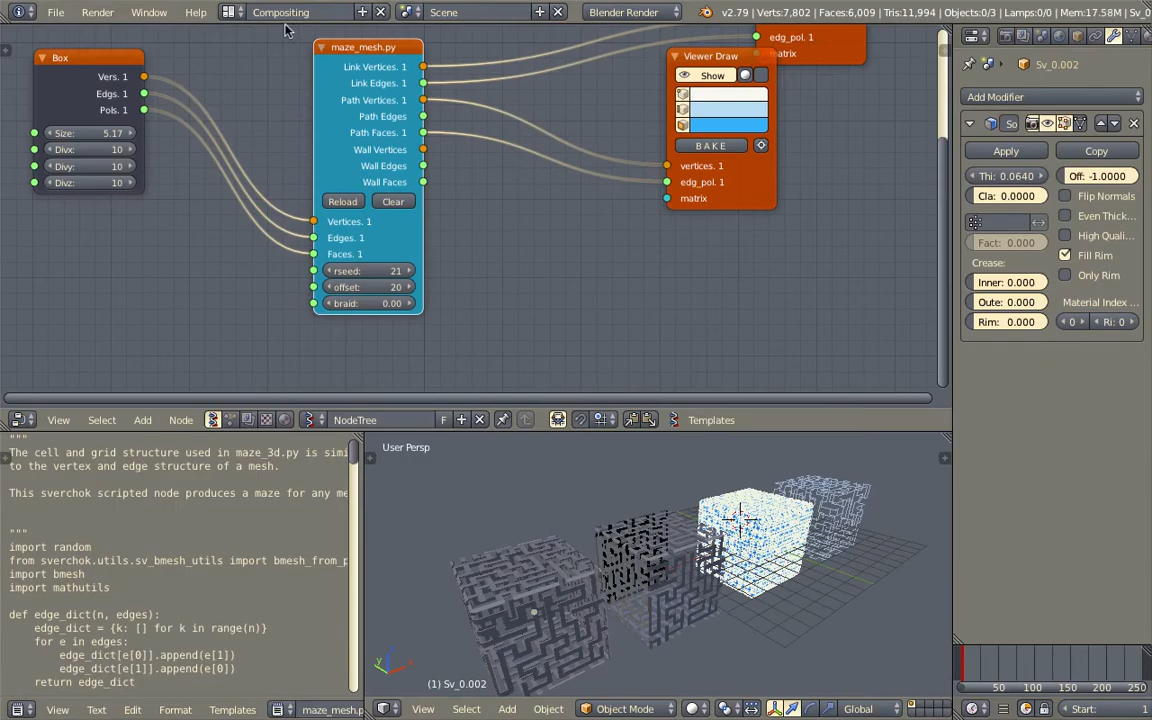 File Render Window Help Compositing Scene Blender Render v2.79 | Verts:7,802 | Faces:6,009 | Tris:11,994 | Objects:0/3 | Lamps:0/1 | Mem:17.58M | Sv_0
Box
Vers. 1
Edgs. 1
Pols. 1
Size: 5.17
Divx: 10
Divy: 10
Divz: 10
maze_mesh.py
Link Vertices. 1
Link Edges. 1
Path Vertices. 1
Path Edges
Path Faces. 1
Wall Vertices
Wall Edges
Wall Faces
Reload Clear
Vertices. 1
Edges. 1
Faces. 1
rseed: 21
offset: 20
braid: 0.00
edg_pol. 1
matrix
Viewer Draw
Show
BAKE
vertices. 1
edg_pol. 1
matrix
Sv_0.002
Add Modifier
So
Apply Copy
Thi: 0.0640 Off: -1.0000
Cla: 0.0000 Flip Normals
Even Thick..
High Quali...
Fact: 0.000 Fill Rim
Crease: Only Rim
Inner: 0.000
Oute: 0.000 Material Index ...
Rim: 0.000 0 Ri: 0
View Select Add Node NodeTree F Templates
"""
The cell and grid structure used in maze_3d.py is simi
to the vertex and edge structure of a mesh.
This sverchok scripted node produces a maze for any me
"""
import random
from sverchok.utils.sv_bmesh_utils import bmesh_from_p
import bmesh
import mathutils
def edge_dict(n, edges):
edge_dict = {k: [] for k in range(n)}
for e in edges:
edge_dict[e[0]].append(e[1])
edge_dict[e[1]].append(e[0])
return edge_dict
View Text Edit Format Templates maze_mesh.p
User Persp
(1) Sv_0.002
View Select Add Object Object Mode Global
50 100 150 200 250
Start: 1